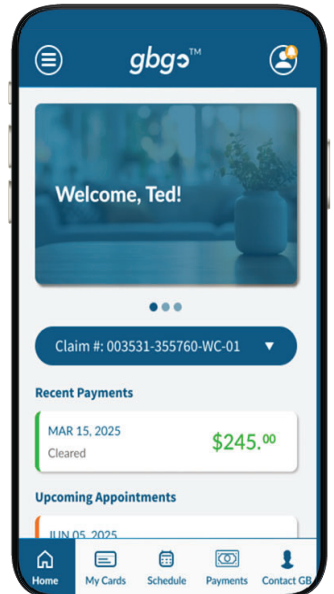 gbgo™
Welcome, Ted!
Claim #: 003531-355760-WC-01
Recent Payments
MAR 15, 2025
Cleared
$245.00
Upcoming Appointments
JUN 05, 2025
Home My Cards Schedule Payments Contact GB